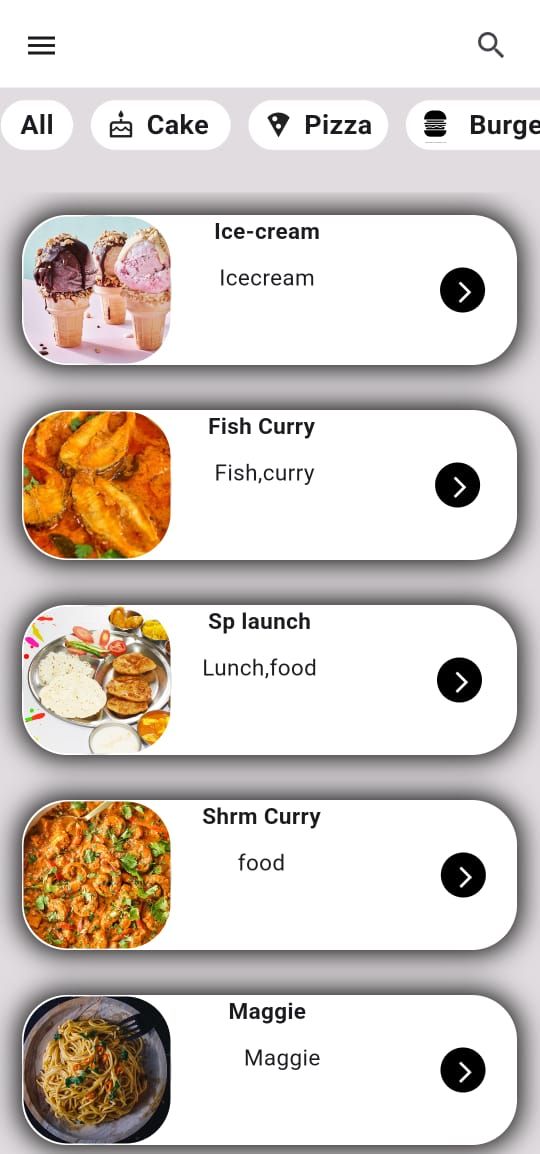 All Cake Pizza Burge
Ice-cream
Icecream
Fish Curry
Fish,curry
Sp launch
Lunch,food
Shrm Curry
food
Maggie
Maggie